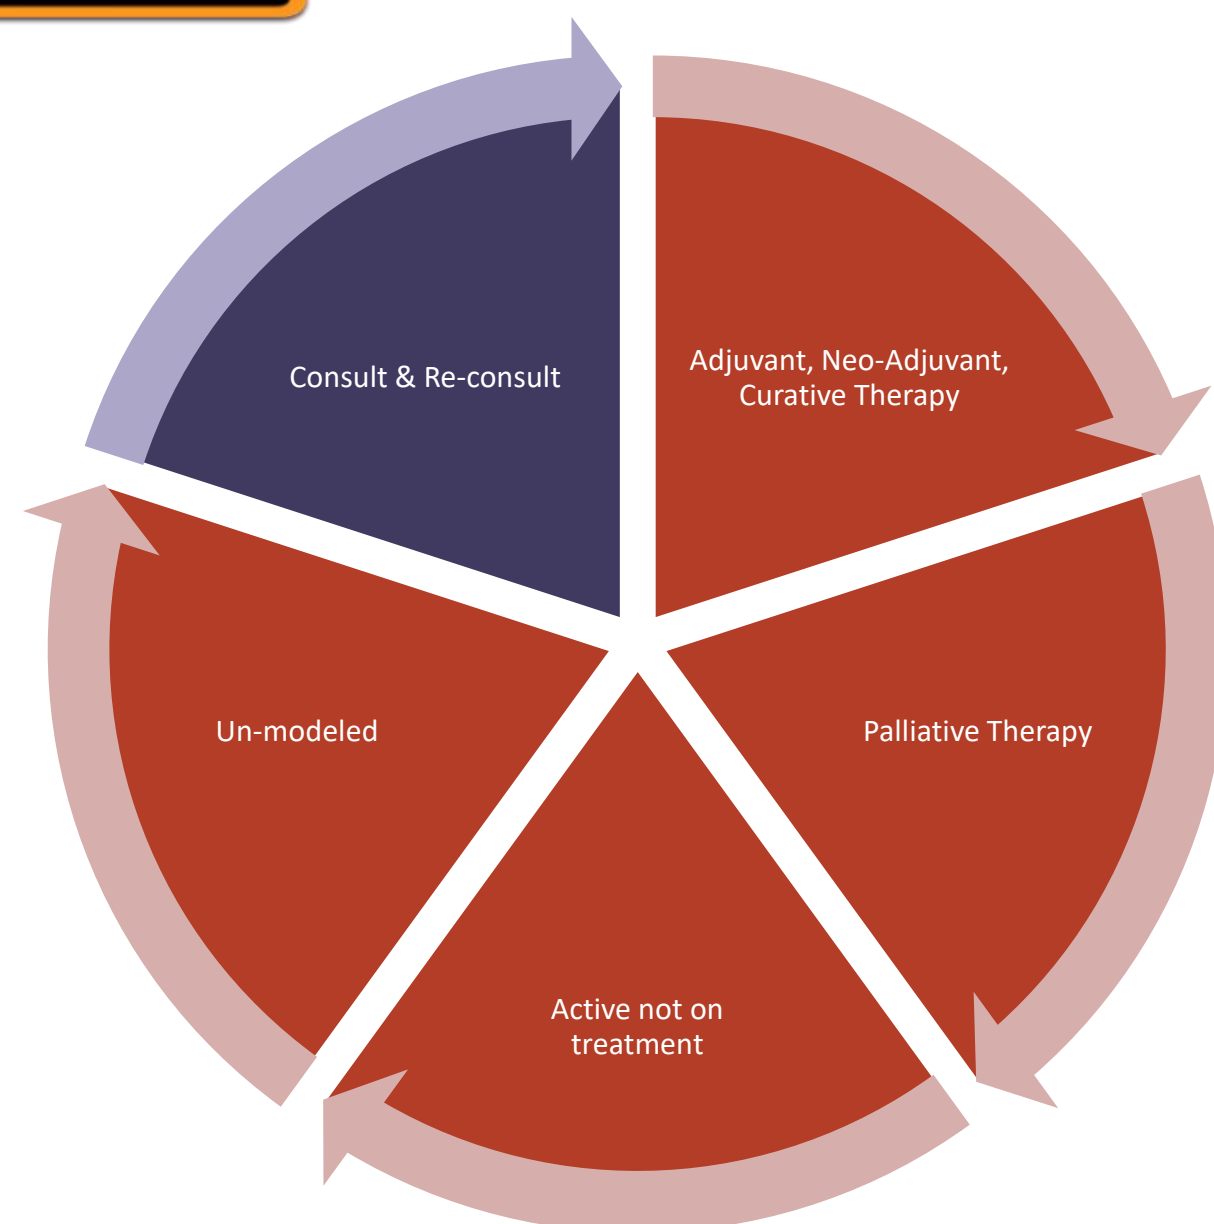 Consult & Re-consult
Adjuvant, Neo-Adjuvant,
Curative Therapy
Un-modeled
Palliative Therapy
Active not on
treatment